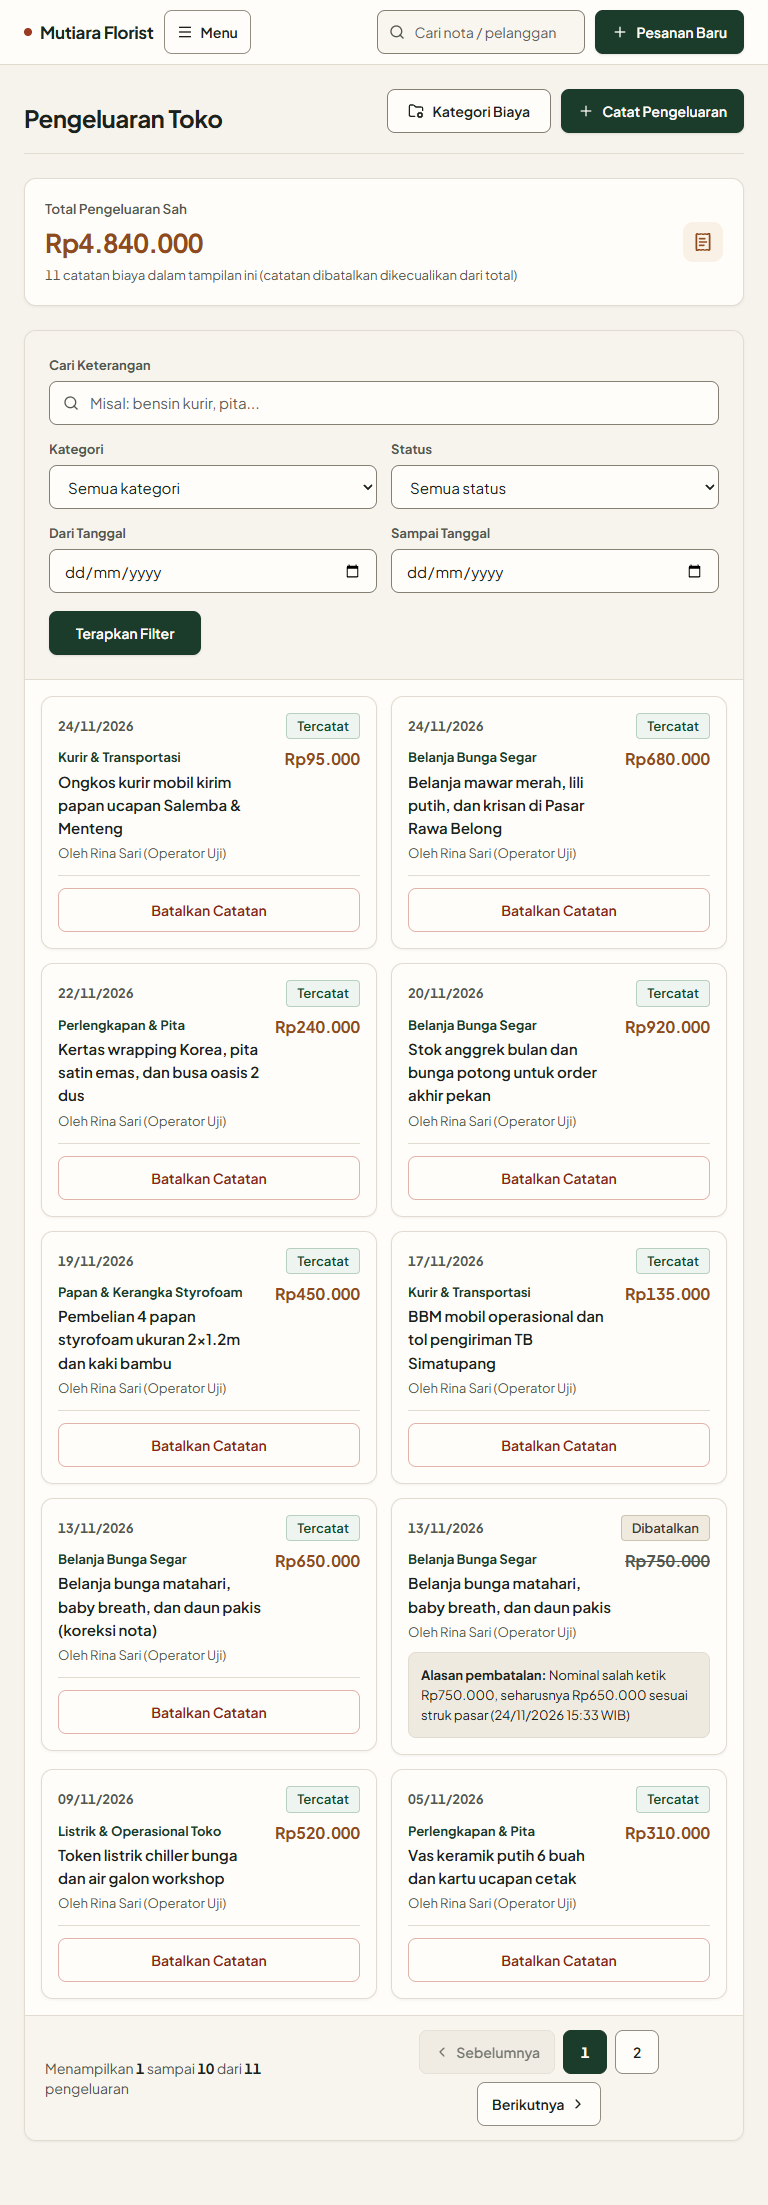 Mutiara Florist
Menu
Cari nota / pelanggan
Pesanan Baru
Pengeluaran Toko
Kategori Biaya
Catat Pengeluaran
Total Pengeluaran Sah
Rp4.840.000
11 catatan biaya dalam tampilan ini (catatan dibatalkan dikecualikan dari total)
Cari Keterangan
Misal: bensin kurir, pita...
Kategori
Status
Semua kategori
Semua status
Dari Tanggal
Sampai Tanggal
dd/mm/yyyy
dd/mm/yyyy
Terapkan Filter
24/11/2026
Tercatat
Kurir & Transportasi
Rp95.000
Ongkos kurir mobil kirim
papan ucapan Salemba &
Menteng
Oleh Rina Sari (Operator Uji)
Batalkan Catatan
24/11/2026
Tercatat
Belanja Bunga Segar
Rp680.000
Belanja mawar merah, lili
putih, dan krisan di Pasar
Rawa Belong
Oleh Rina Sari (Operator Uji)
Batalkan Catatan
22/11/2026
Tercatat
Perlengkapan & Pita
Rp240.000
Kertas wrapping Korea, pita
satin emas, dan busa oasis 2
dus
Oleh Rina Sari (Operator Uji)
Batalkan Catatan
20/11/2026
Tercatat
Belanja Bunga Segar
Rp920.000
Stok anggrek bulan dan
bunga potong untuk order
akhir pekan
Oleh Rina Sari (Operator Uji)
Batalkan Catatan
19/11/2026
Tercatat
Papan & Kerangka Styrofoam
Rp450.000
Pembelian 4 papan
styrofoam ukuran 2×1.2m
dan kaki bambu
Oleh Rina Sari (Operator Uji)
Batalkan Catatan
17/11/2026
Tercatat
Kurir & Transportasi
Rp135.000
BBM mobil operasional dan
tol pengiriman TB
Simatupang
Oleh Rina Sari (Operator Uji)
Batalkan Catatan
13/11/2026
Tercatat
Belanja Bunga Segar
Rp650.000
Belanja bunga matahari,
baby breath, dan daun pakis
(koreksi nota)
Oleh Rina Sari (Operator Uji)
Batalkan Catatan
13/11/2026
Dibatalkan
Belanja Bunga Segar
Rp750.000
Belanja bunga matahari,
baby breath, dan daun pakis
Oleh Rina Sari (Operator Uji)
Alasan pembatalan: Nominal salah ketik
Rp750.000, seharusnya Rp650.000 sesuai
struk pasar (24/11/2026 15:33 WIB)
09/11/2026
Tercatat
Listrik & Operasional Toko
Rp520.000
Token listrik chiller bunga
dan air galon workshop
Oleh Rina Sari (Operator Uji)
Batalkan Catatan
05/11/2026
Tercatat
Perlengkapan & Pita
Rp310.000
Vas keramik putih 6 buah
dan kartu ucapan cetak
Oleh Rina Sari (Operator Uji)
Batalkan Catatan
Menampilkan 1 sampai 10 dari 11
pengeluaran
Sebelumnya
1
2
Berikutnya